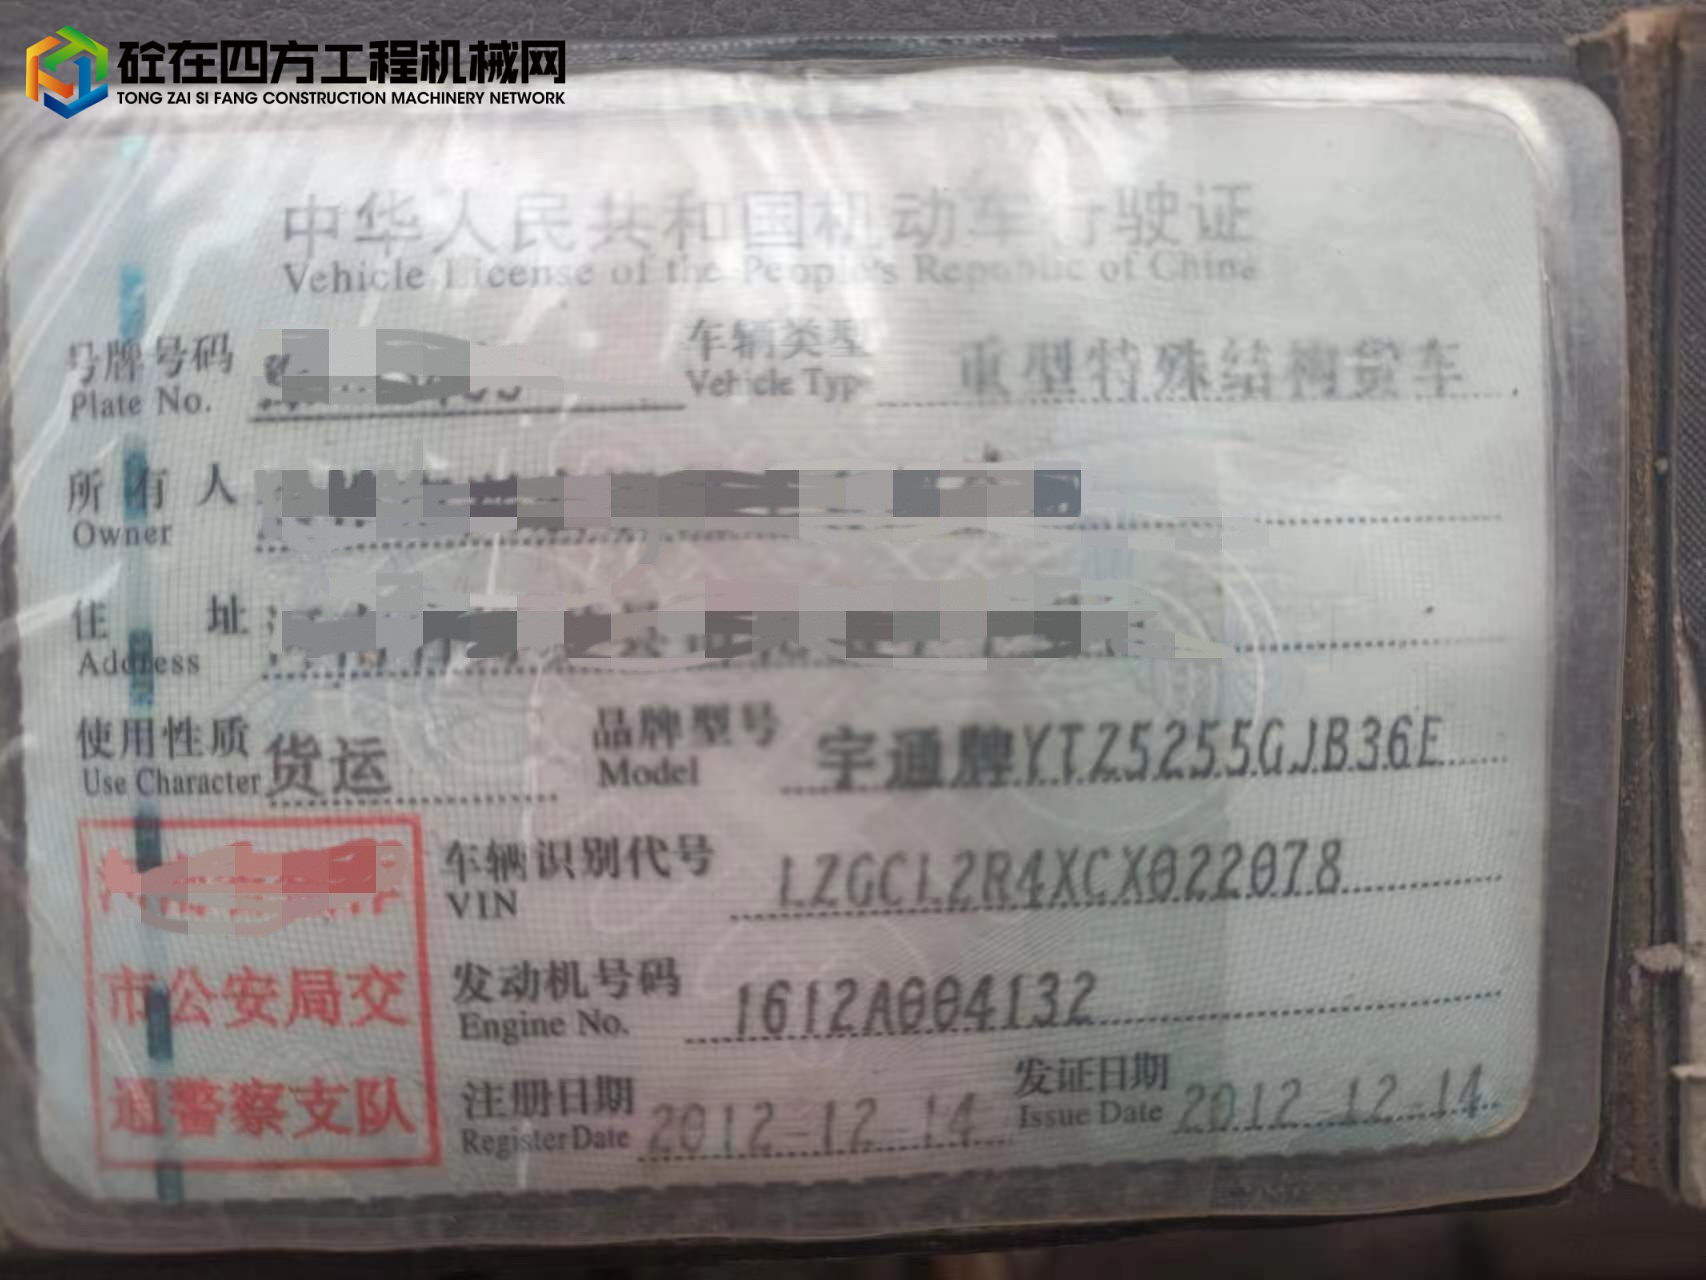 砼在四方工程机械网
TONG ZAI SI FANG CONSTRUCTION MACHINERY NETWORK
中华人民共和国机动车行驶证
Vehicle License of the People's Republic of China
号牌号码
Plate No.
车辆类型 重型特殊结构货车
Vehicle Type
所有人
Owner
住址
Address
使用性质 货运
Use Character
品牌型号 宇通牌YTZ5255GJB36E
Model
车辆识别代号 LZGCL2R4XCX022078
VIN
发动机号码 1612A004132
Engine No.
注册日期 2012-12-14
Register Date
发证日期 2012-12-14
Issue Date
市公安局交
通警察支队